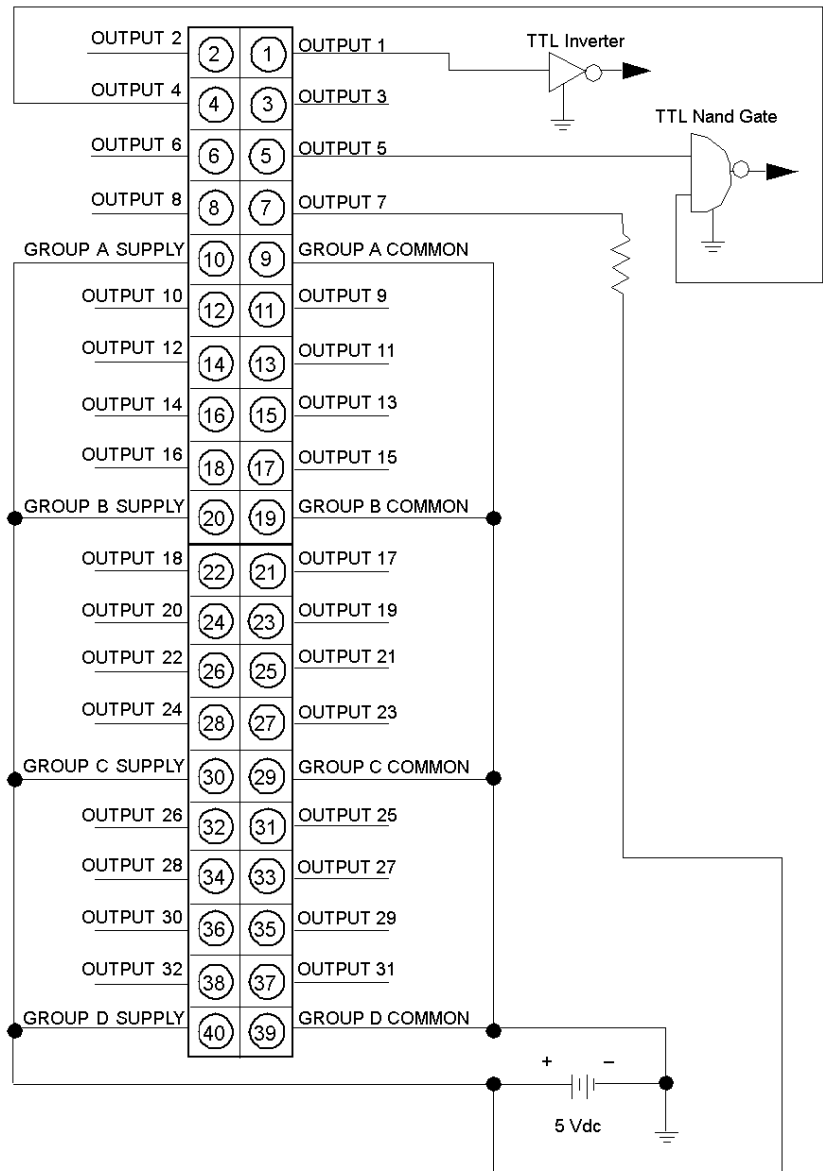 OUTPUT 2 2 1 OUTPUT 1 TTL Inverter
OUTPUT 4 4 3 OUTPUT 3
TTL Nand Gate
OUTPUT 6 6 5 OUTPUT 5
OUTPUT 8 8 7 OUTPUT 7
GROUP A SUPPLY 10 9 GROUP A COMMON
OUTPUT 10 12 11 OUTPUT 9
OUTPUT 12 14 13 OUTPUT 11
OUTPUT 14 16 15 OUTPUT 13
OUTPUT 16 18 17 OUTPUT 15
GROUP B SUPPLY 20 19 GROUP B COMMON
OUTPUT 18 22 21 OUTPUT 17
OUTPUT 20 24 23 OUTPUT 19
OUTPUT 22 26 25 OUTPUT 21
OUTPUT 24 28 27 OUTPUT 23
GROUP C SUPPLY 30 29 GROUP C COMMON
OUTPUT 26 32 31 OUTPUT 25
OUTPUT 28 34 33 OUTPUT 27
OUTPUT 30 36 35 OUTPUT 29
OUTPUT 32 38 37 OUTPUT 31
GROUP D SUPPLY 40 39 GROUP D COMMON
+ –
5 Vdc